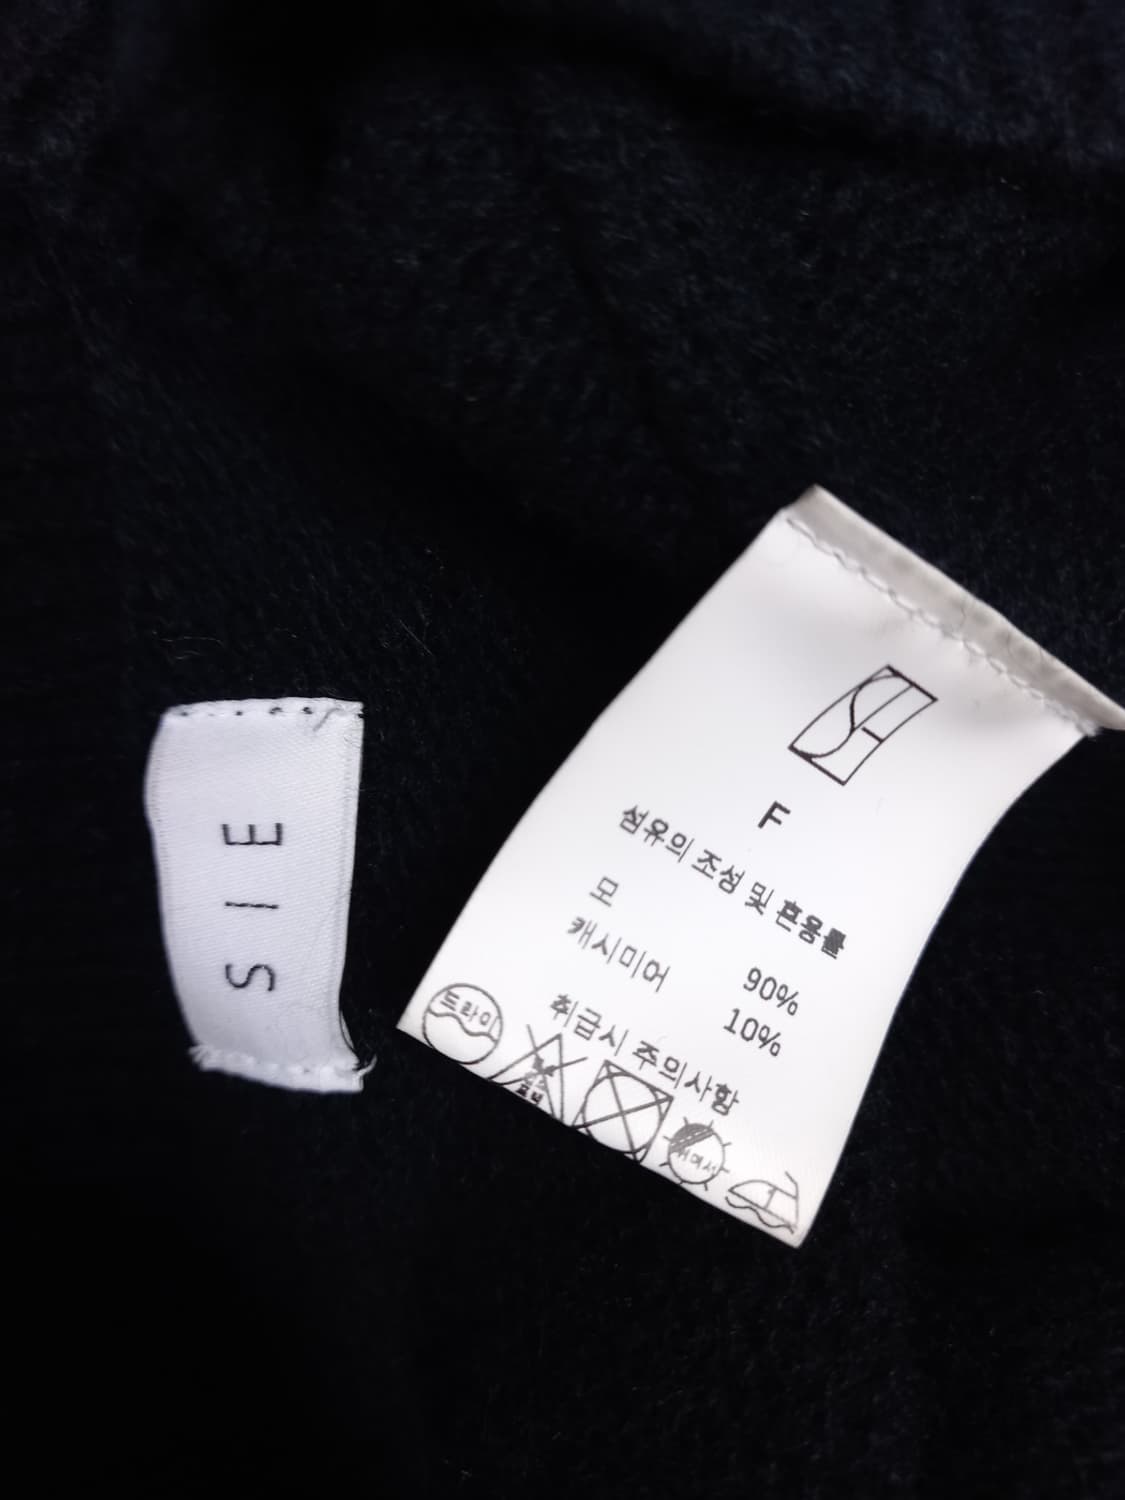 SIE
F
섬유의 조성 및 혼용률
모 90%
캐시미어 10%
취급시 주의사항
드라이